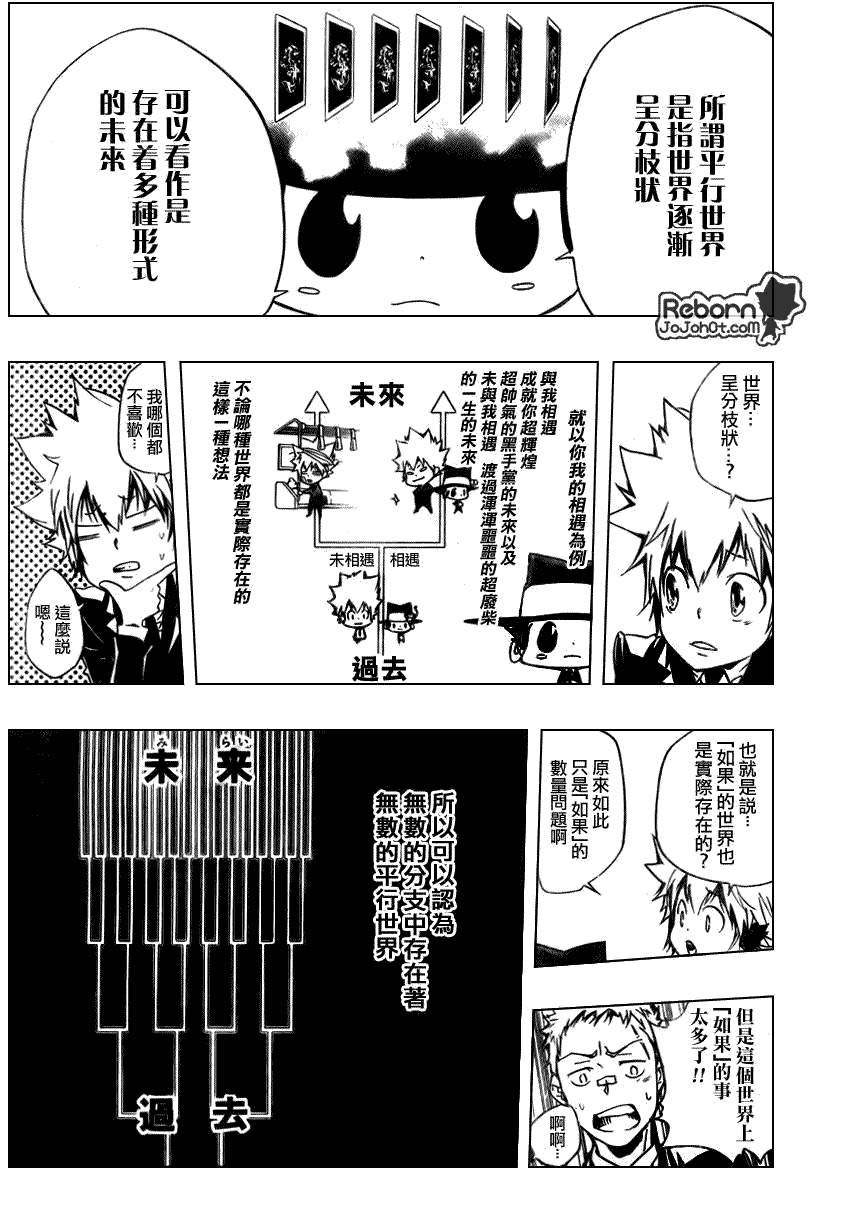 所謂平行世界
是指世界逐漸
呈分枝狀
可以看作是
存在着多種形式
的未來
Reborn
JoJoHot.com
世界…
呈分枝狀…?
就以你我的相遇為例
與我相遇
成就你超輝煌
超帥氣的黑手黨的未來以及
未與我相遇 渡過渾渾噩噩的超廢柴
的一生的未來
未來
相遇
未相遇
過去
不論哪種世界都是實際存在的
這樣一種想法
我哪個都
不喜歡…
這麼說
嗯~
也就是說…
「如果」的世界也
是實際存在的?
原來如此
只是「如果」的
數量問題啊
但是這個世界上
「如果」的事
太多了!!
啊啊…
所以可以認為
無數的分支中存在著
無數的平行世界
み らい
未来
過去